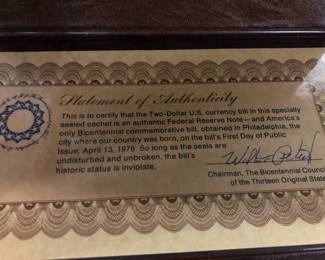 Statement of Authenticity
This is to certify that the Two-Dollar U.S. currency bill in this specially
sealed cachet is an authentic Federal Reserve Note—and America's
only Bicentennial commemorative bill, obtained in Philadelphia, the
city where our country was born, on the bill's First Day of Public
Issue: April 13, 1976. So long as the seals are
undisturbed and unbroken, the bill's
historic status is inviolate.
Chairman, The Bicentennial Council
of the Thirteen Original State